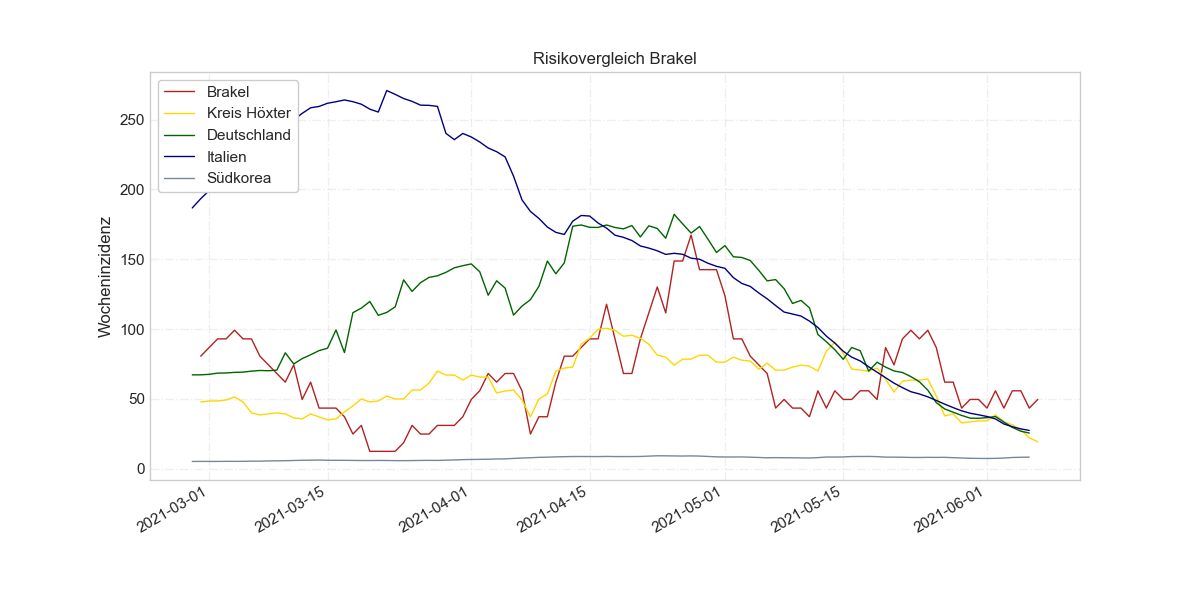 Risikovergleich Brakel
Brakel
Kreis Höxter
Deutschland
Italien
Südkorea
Wocheninzidenz
250
200
150
100
50
0
2021-03-01
2021-03-15
2021-04-01
2021-04-15
2021-05-01
2021-05-15
2021-06-01